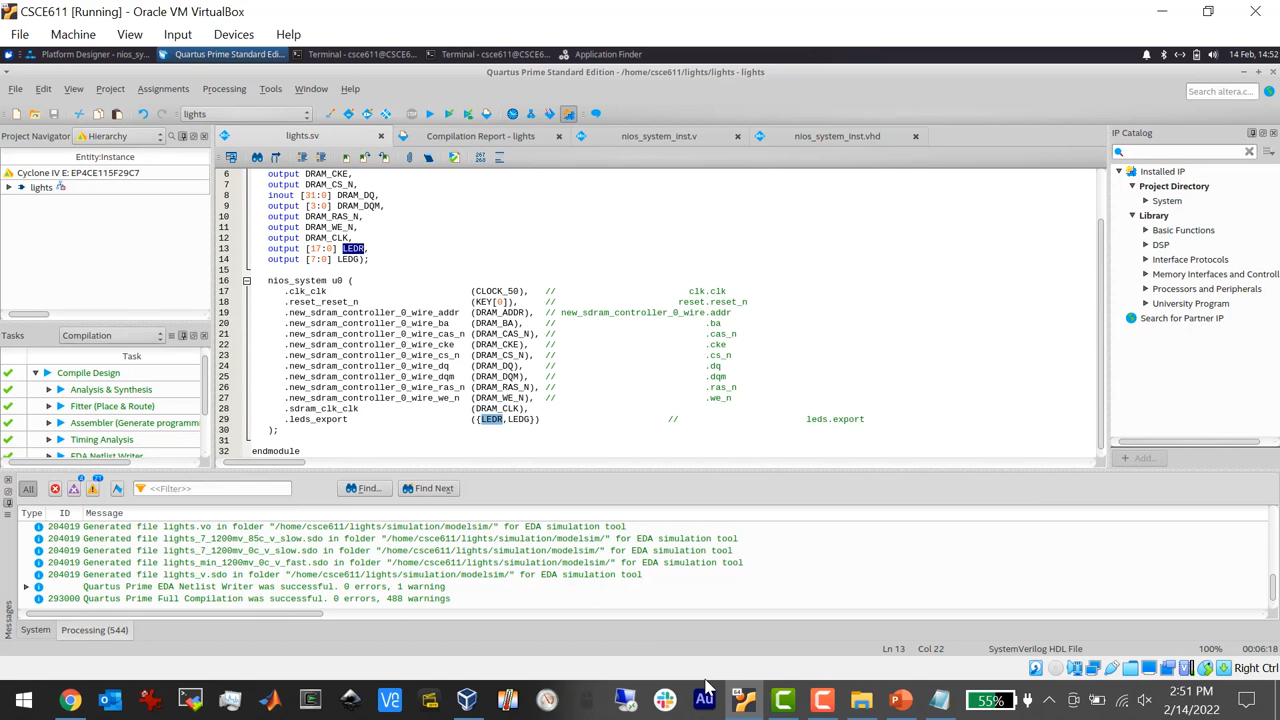 CSCE611 [Running] - Oracle VM VirtualBox
File Machine View Input Devices Help
Platform Designer - nios_sy... Quartus Prime Standard Edi... Terminal - csce611@CSCE6... Terminal - csce611@CSCE6... Application Finder 14 Feb, 14:52
Quartus Prime Standard Edition - /home/csce611/lights/lights - lights
File Edit View Project Assignments Processing Tools Window Help Search altera.c...
lights
Project Navigator Hierarchy lights.sv Compilation Report - lights nios_system_inst.v nios_system_inst.vhd IP Catalog
Entity:Instance
Cyclone IV E: EP4CE115F29C7
lights
Installed IP
Project Directory
System
Library
Basic Functions
DSP
Interface Protocols
Memory Interfaces and Control
Processors and Peripherals
University Program
Search for Partner IP
Add...
267
268
6 output DRAM_CKE,
7 output DRAM_CS_N,
8 inout [31:0] DRAM_DQ,
9 output [3:0] DRAM_DQM,
10 output DRAM_RAS_N,
11 output DRAM_WE_N,
12 output DRAM_CLK,
13 output [17:0] LEDR,
14 output [7:0] LEDG);
15
16 nios_system u0 (
17 .clk_clk (CLOCK_50), // clk.clk
18 .reset_reset_n (KEY[0]), // reset.reset_n
19 .new_sdram_controller_0_wire_addr (DRAM_ADDR), // new_sdram_controller_0_wire.addr
20 .new_sdram_controller_0_wire_ba (DRAM_BA), // .ba
21 .new_sdram_controller_0_wire_cas_n (DRAM_CAS_N), // .cas_n
22 .new_sdram_controller_0_wire_cke (DRAM_CKE), // .cke
23 .new_sdram_controller_0_wire_cs_n (DRAM_CS_N), // .cs_n
24 .new_sdram_controller_0_wire_dq (DRAM_DQ), // .dq
25 .new_sdram_controller_0_wire_dqm (DRAM_DQM), // .dqm
26 .new_sdram_controller_0_wire_ras_n (DRAM_RAS_N), // .ras_n
27 .new_sdram_controller_0_wire_we_n (DRAM_WE_N), // .we_n
28 .sdram_clk_clk (DRAM_CLK),
29 .leds_export ({LEDR,LEDG}) // leds.export
30 );
31
32 endmodule
Tasks Compilation
Task
Compile Design
Analysis & Synthesis
Fitter (Place & Route)
Assembler (Generate programm
Timing Analysis
EDA Netlist Writer
All <<Filter>> Find... Find Next
Type ID Message
204019 Generated file lights.vo in folder "/home/csce611/lights/simulation/modelsim/" for EDA simulation tool
204019 Generated file lights_7_1200mv_85c_v_slow.sdo in folder "/home/csce611/lights/simulation/modelsim/" for EDA simulation tool
204019 Generated file lights_7_1200mv_0c_v_slow.sdo in folder "/home/csce611/lights/simulation/modelsim/" for EDA simulation tool
204019 Generated file lights_min_1200mv_0c_v_fast.sdo in folder "/home/csce611/lights/simulation/modelsim/" for EDA simulation tool
204019 Generated file lights_v.sdo in folder "/home/csce611/lights/simulation/modelsim/" for EDA simulation tool
Quartus Prime EDA Netlist Writer was successful. 0 errors, 1 warning
293000 Quartus Prime Full Compilation was successful. 0 errors, 488 warnings
Messages
System Processing (544)
Ln 13 Col 22 SystemVerilog HDL File 100% 00:06:18
Right Ctrl
Au
55%
2:51 PM
2/14/2022